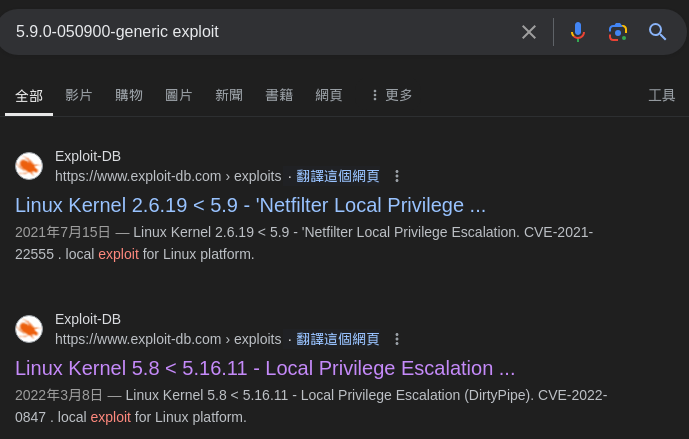 5.9.0-050900-generic exploit
全部 影片 購物 圖片 新聞 書籍 網頁 更多 工具
Exploit-DB
https://www.exploit-db.com › exploits · 翻譯這個網頁
Linux Kernel 2.6.19 < 5.9 - 'Netfilter Local Privilege ...
2021年7月15日 — Linux Kernel 2.6.19 < 5.9 - 'Netfilter Local Privilege Escalation. CVE-2021-
22555 . local exploit for Linux platform.
Exploit-DB
https://www.exploit-db.com › exploits · 翻譯這個網頁
Linux Kernel 5.8 < 5.16.11 - Local Privilege Escalation ...
2022年3月8日 — Linux Kernel 5.8 < 5.16.11 - Local Privilege Escalation (DirtyPipe). CVE-2022-
0847 . local exploit for Linux platform.